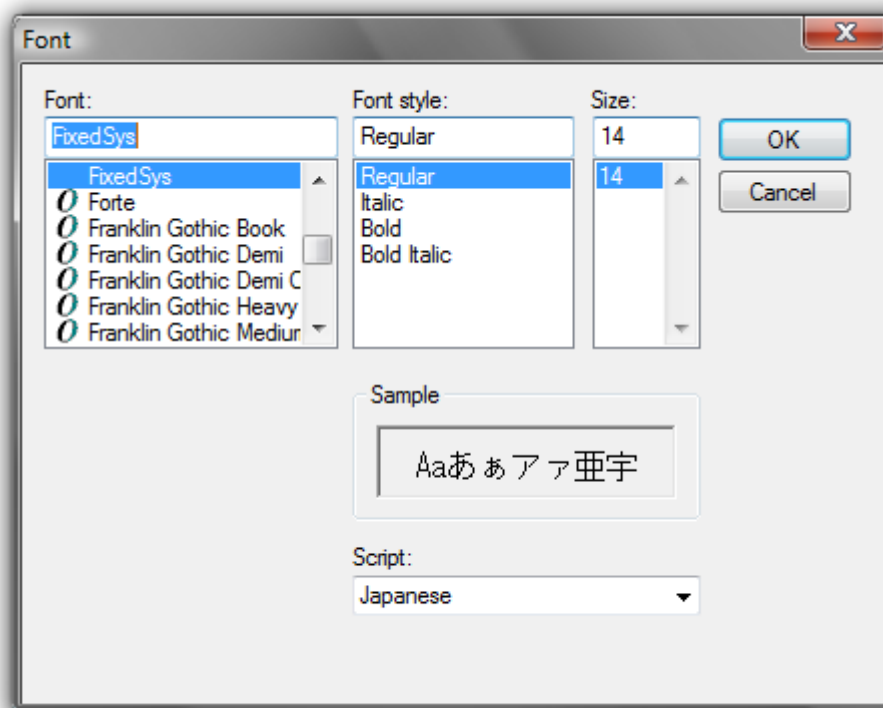 Font
Font:
FixedSys
FixedSys
Forte
Franklin Gothic Book
Franklin Gothic Demi
Franklin Gothic Demi C
Franklin Gothic Heavy
Franklin Gothic Medium
Font style:
Regular
Regular
Italic
Bold
Bold Italic
Size:
14
14
OK
Cancel
Sample
Aaあぁアァ亜宇
Script:
Japanese